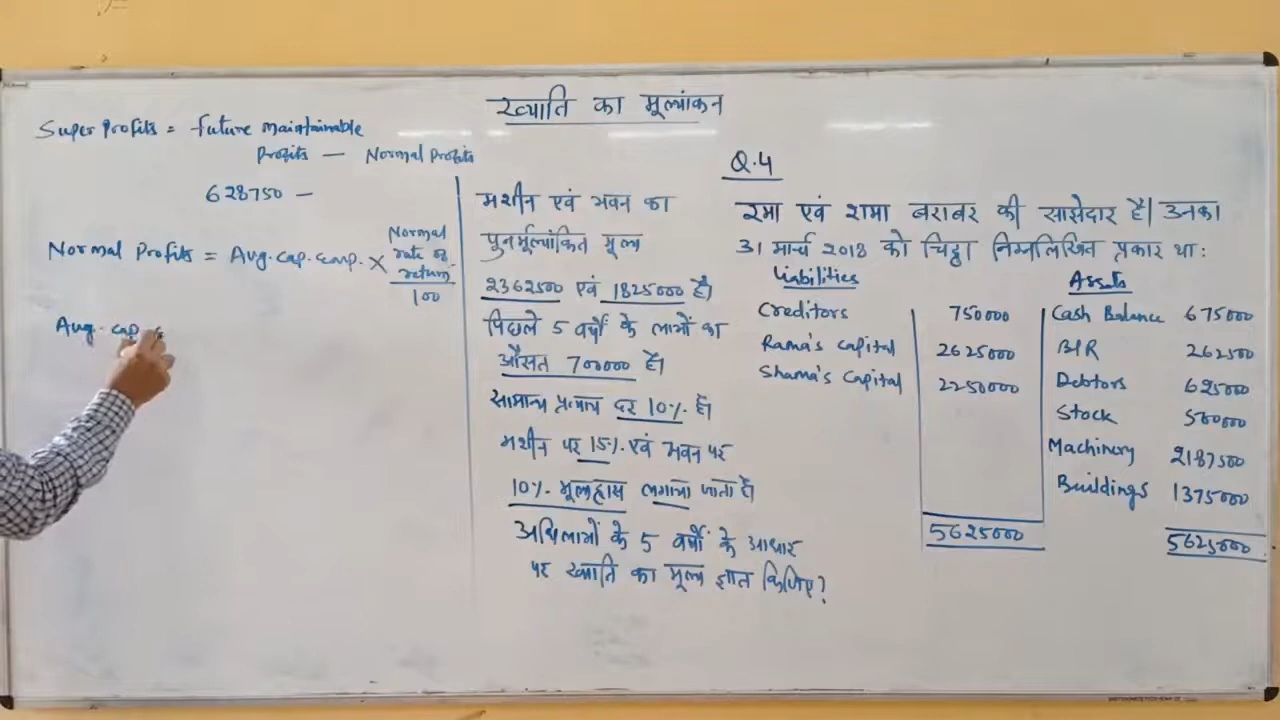 ख्याति का मूल्यांकन
Super Profits = future maintainable
Profits — Normal Profits
628750 —
Normal Profits = Avg. cap. emp. × Normal rate of return / 100
Avg. cap. e
मशीन एवं भवन का
पुनर्मूल्यांकित मूल्य
2362500 एवं 1825000 है।
पिछले 5 वर्षों के लाभों का
औसत 700000 है।
सामान्य प्रत्याय दर 10% है।
मशीन पर 15% एवं भवन पर
10% मूल्यह्रास लगाया जाता है।
अधिलाभों के 5 वर्षों के आधार
पर ख्याति का मूल्य ज्ञात किजिए?
Q.4
रमा एवं शामा बराबर की साझेदार है। उनका
31 मार्च 2018 को चिट्ठा निम्नलिखित प्रकार था:
Liabilities Assets
Creditors 750000 Cash Balance 675000
Rama's Capital 2625000 B/R 262500
Shama's Capital 2250000 Debtors 625000
Stock 500000
Machinery 2187500
Buildings 1375000
5625000 5625000